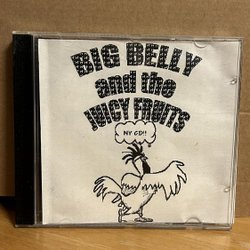 BIG BELLY
and the
JUICY FRUITS
MY CD!!